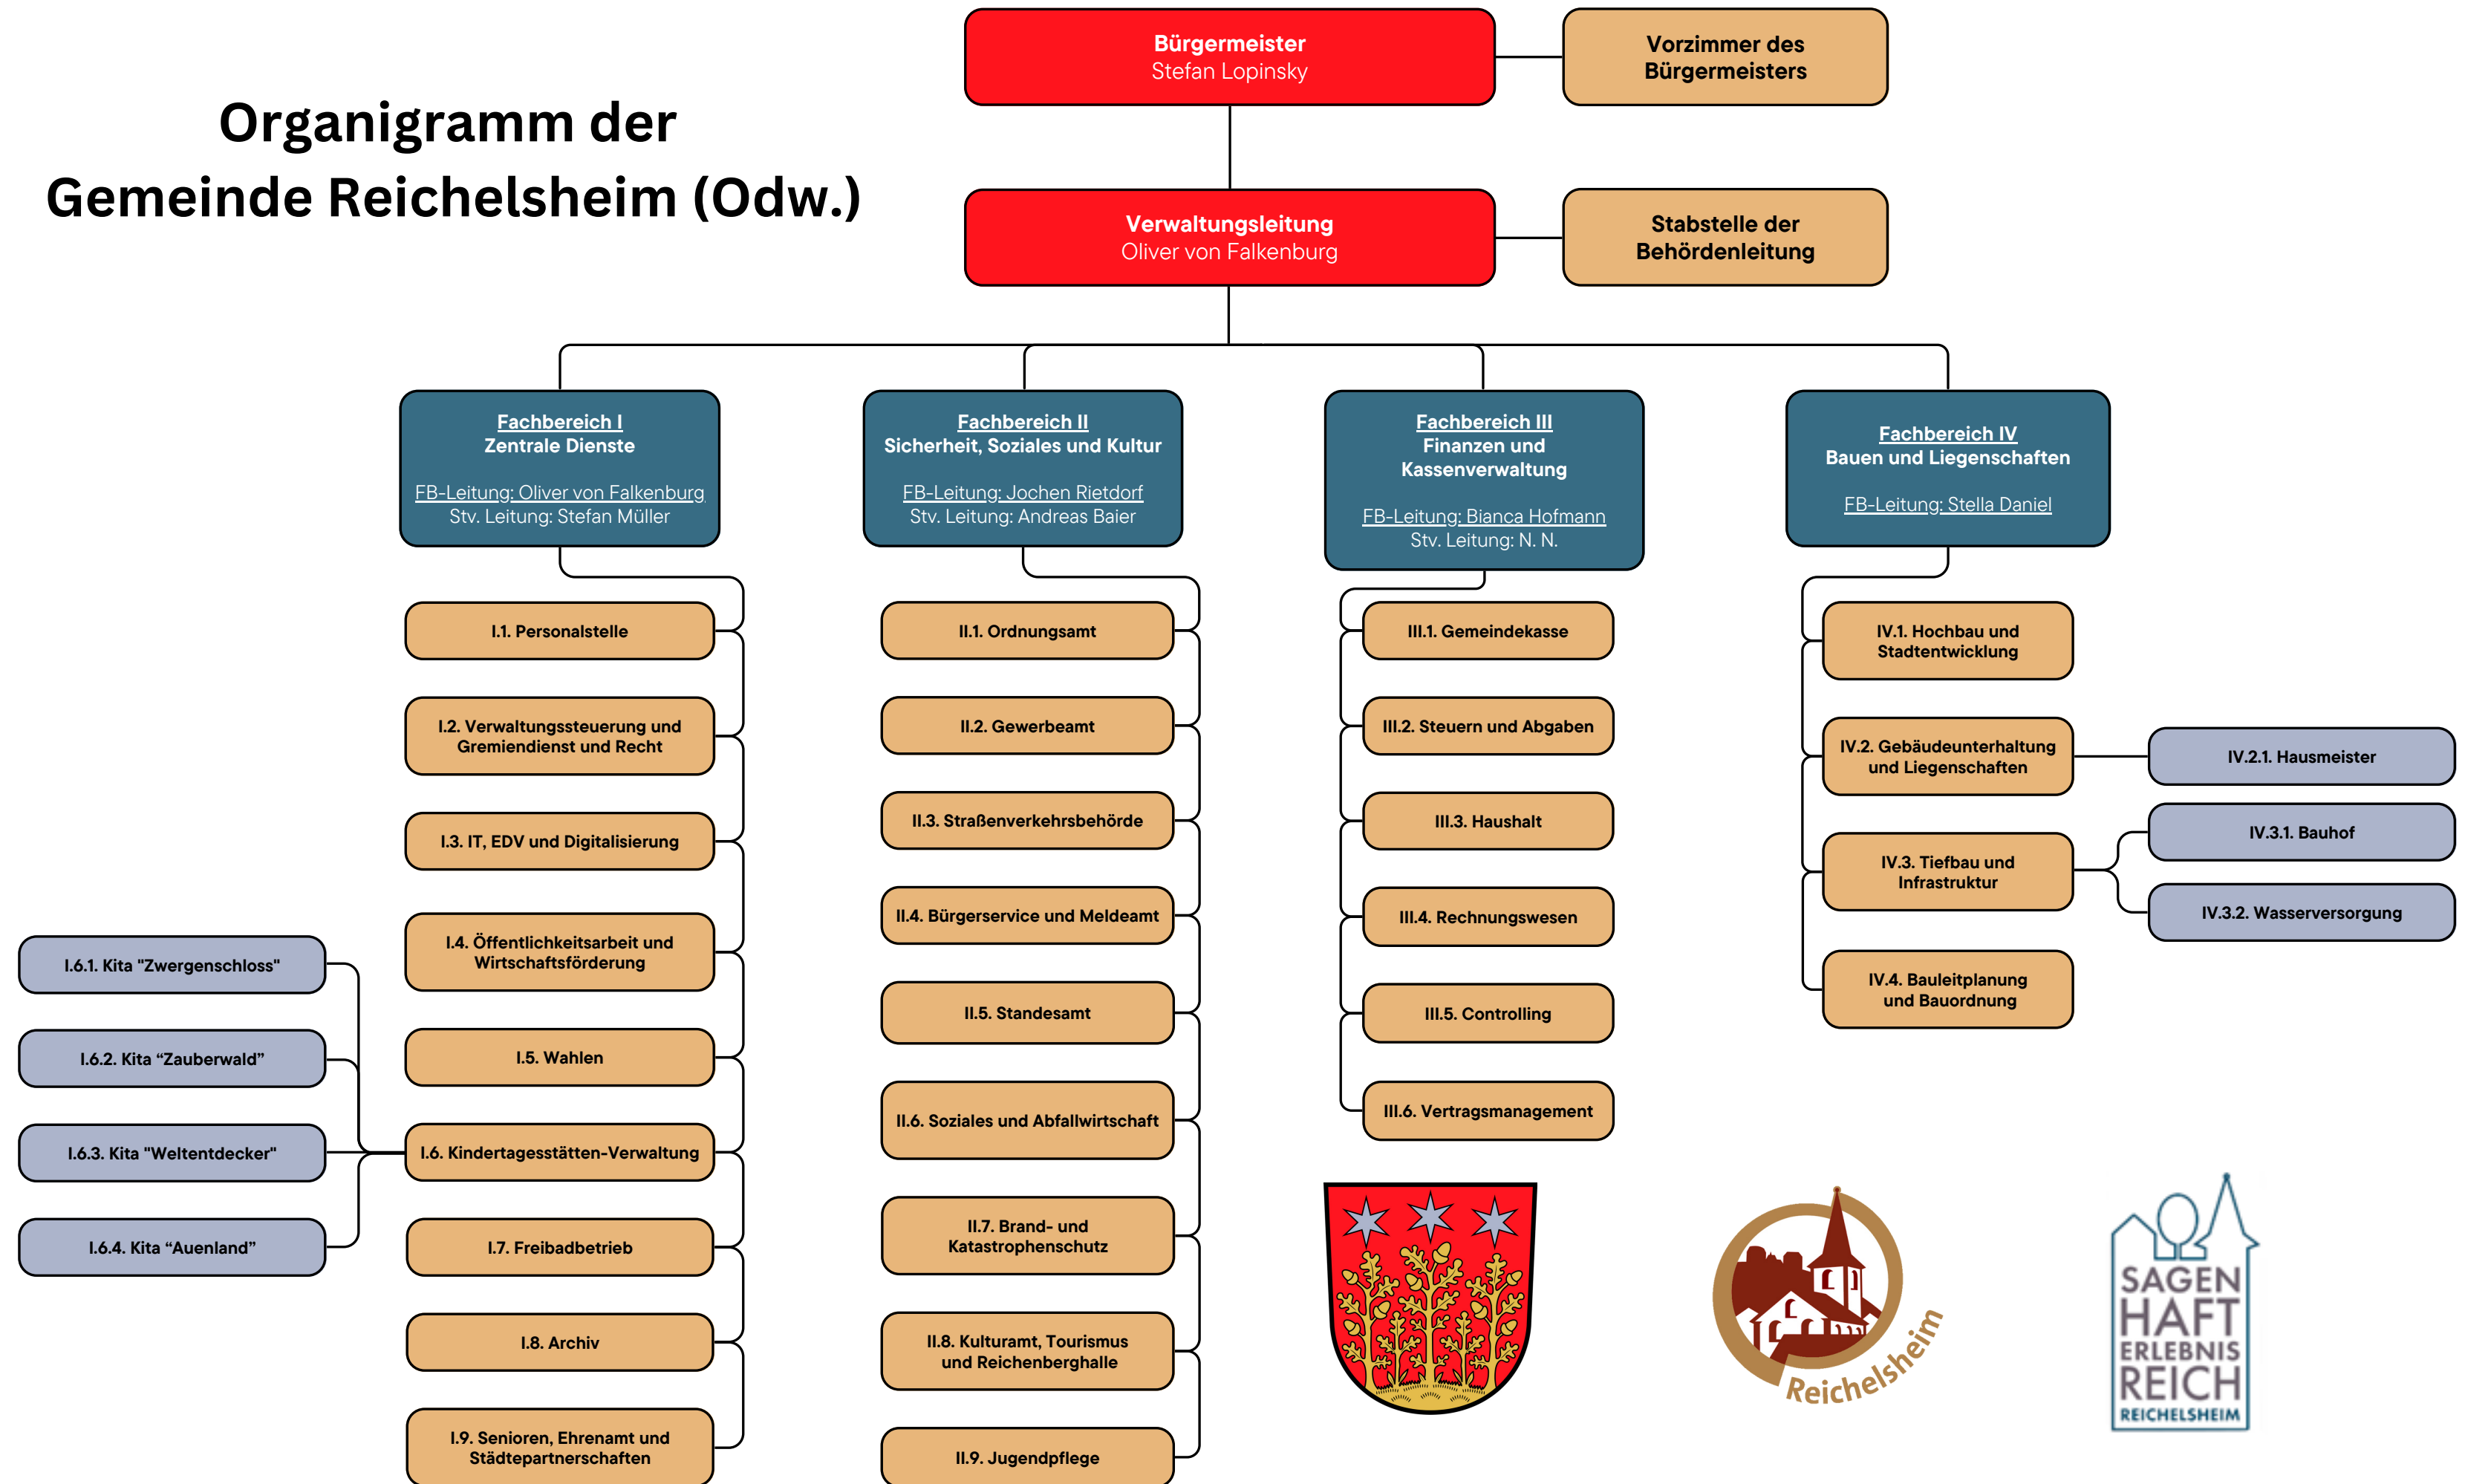 Organigramm der
Gemeinde Reichelsheim (Odw.)
Bürgermeister
Stefan Lopinsky
Vorzimmer des
Bürgermeisters
Verwaltungsleitung
Oliver von Falkenburg
Stabstelle der
Behördenleitung
Fachbereich I
Zentrale Dienste
FB-Leitung: Oliver von Falkenburg
Stv. Leitung: Stefan Müller
I.1. Personalstelle
I.2. Verwaltungssteuerung und
Gremiendienst und Recht
I.3. IT, EDV und Digitalisierung
I.4. Öffentlichkeitsarbeit und
Wirtschaftsförderung
I.5. Wahlen
I.6. Kindertagesstätten-Verwaltung
I.6.1. Kita "Zwergenschloss"
I.6.2. Kita “Zauberwald”
I.6.3. Kita "Weltentdecker"
I.6.4. Kita “Auenland”
I.7. Freibadbetrieb
I.8. Archiv
I.9. Senioren, Ehrenamt und
Städtepartnerschaften
Fachbereich II
Sicherheit, Soziales und Kultur
FB-Leitung: Jochen Rietdorf
Stv. Leitung: Andreas Baier
II.1. Ordnungsamt
II.2. Gewerbeamt
II.3. Straßenverkehrsbehörde
II.4. Bürgerservice und Meldeamt
II.5. Standesamt
II.6. Soziales und Abfallwirtschaft
II.7. Brand- und
Katastrophenschutz
II.8. Kulturamt, Tourismus
und Reichenberghalle
II.9. Jugendpflege
Fachbereich III
Finanzen und
Kassenverwaltung
FB-Leitung: Bianca Hofmann
Stv. Leitung: N. N.
III.1. Gemeindekasse
III.2. Steuern und Abgaben
III.3. Haushalt
III.4. Rechnungswesen
III.5. Controlling
III.6. Vertragsmanagement
Fachbereich IV
Bauen und Liegenschaften
FB-Leitung: Stella Daniel
IV.1. Hochbau und
Stadtentwicklung
IV.2. Gebäudeunterhaltung
und Liegenschaften
IV.2.1. Hausmeister
IV.3. Tiefbau und
Infrastruktur
IV.3.1. Bauhof
IV.3.2. Wasserversorgung
IV.4. Bauleitplanung
und Bauordnung
Reichelsheim
SAGEN
HAFT
ERLEBNIS
REICH
REICHELSHEIM